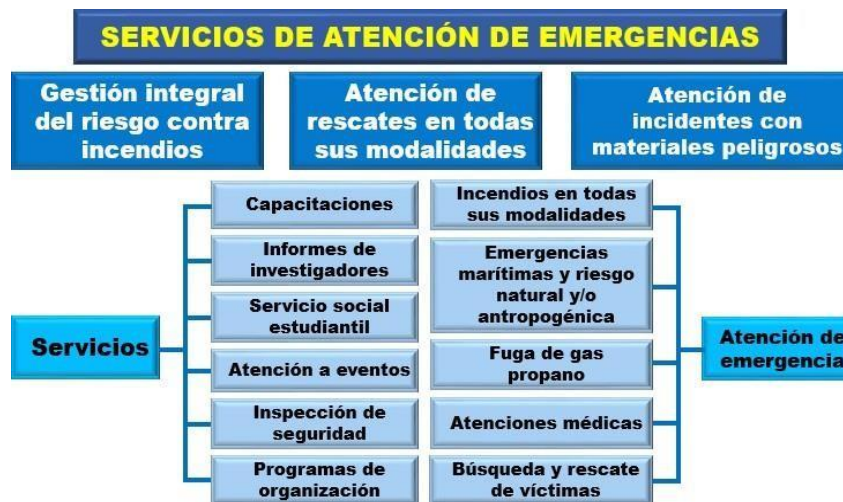 SERVICIOS DE ATENCIÓN DE EMERGENCIAS
Gestión integral
del riesgo contra
incendios
Atención de
rescates en todas
sus modalidades
Atención de
incidentes con
materiales peligrosos
Servicios
Capacitaciones
Informes de
investigadores
Servicio social
estudiantil
Atención a eventos
Inspección de
seguridad
Programas de
organización
Incendios en todas
sus modalidades
Emergencias
marítimas y riesgo
natural y/o
antropogénica
Fuga de gas
propano
Atenciones médicas
Búsqueda y rescate
de víctimas
Atención de
emergencia